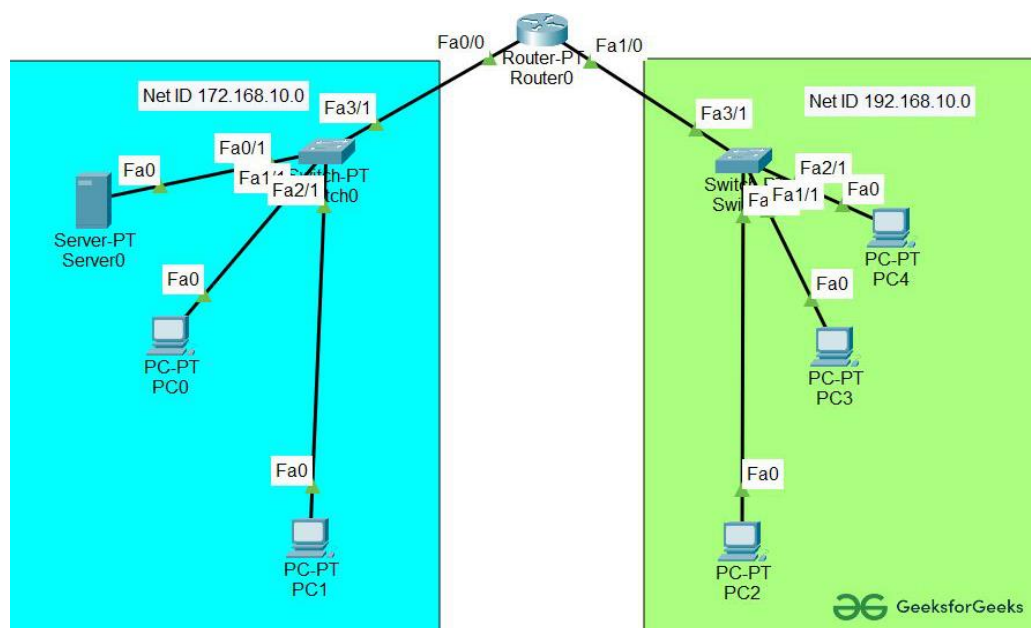 Fa0/0
Fa1/0
Router-PT
Router0
Net ID 172.168.10.0
Fa3/1
Fa0/1
Fa0
Fa2/1
Server-PT
Server0
Fa0
PC-PT
PC0
Fa0
PC-PT
PC1
Net ID 192.168.10.0
Fa3/1
Fa2/1
Fa0
Fa1/1
PC-PT
PC4
Fa0
PC-PT
PC3
Fa0
PC-PT
PC2
GeeksforGeeks